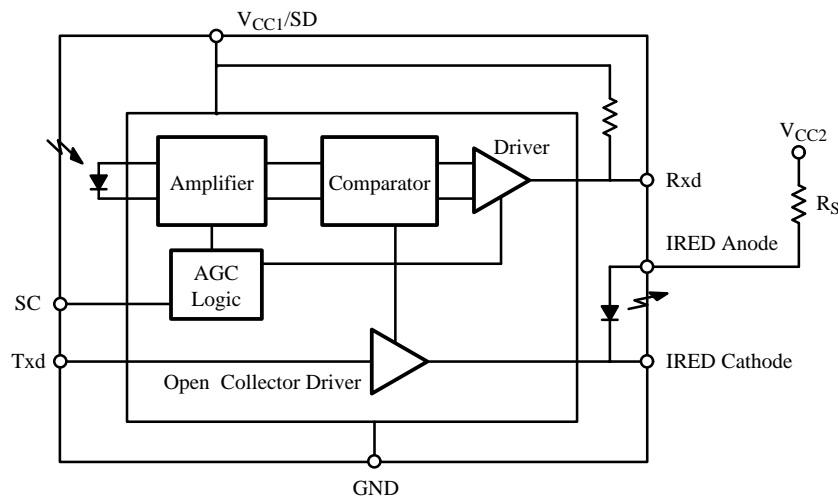 VCC1/SD
Driver
VCC2
Amplifier
Comparator
Rxd
RS
IRED Anode
AGC
Logic
SC
Txd
Open Collector Driver
IRED Cathode
GND